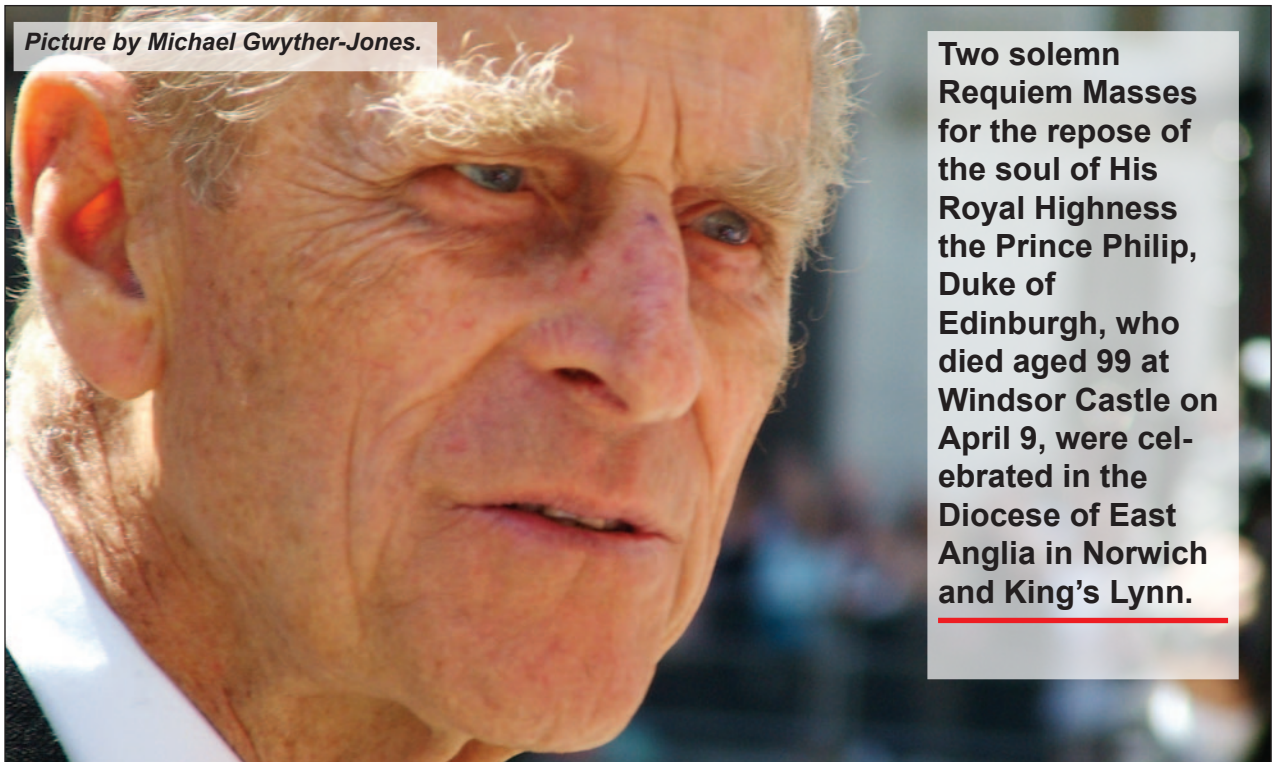 Picture by Michael Gwyther-Jones.
Two solemn
Requiem Masses
for the repose of
the soul of His
Royal Highness
the Prince Philip,
Duke of
Edinburgh, who
died aged 99 at
Windsor Castle on
April 9, were cel-
ebrated in the
Diocese of East
Anglia in Norwich
and King’s Lynn.